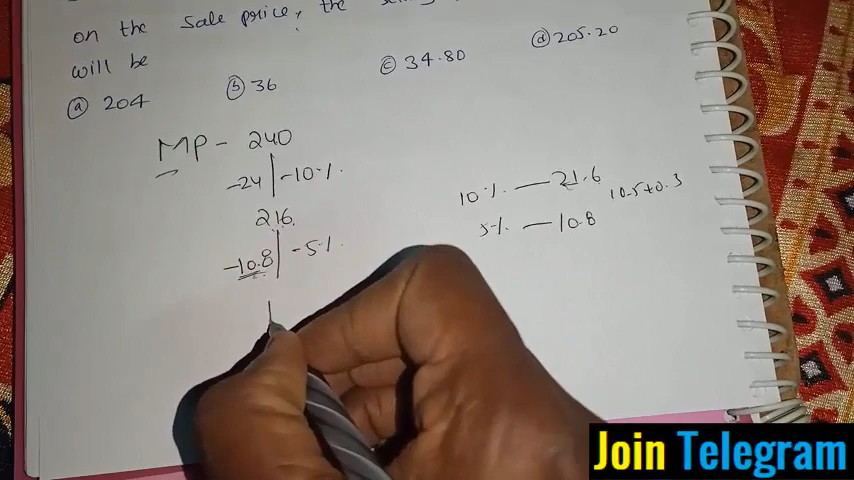 on the Sale price, the
will be
(a) 204 (b) 36 (c) 34.80 (d) 205.20
MP - 240
-24 | -10%.
216
-10.8 | -5%
10%. — 21.6 10.5+0.3
5%. — 10.8
Join Telegram